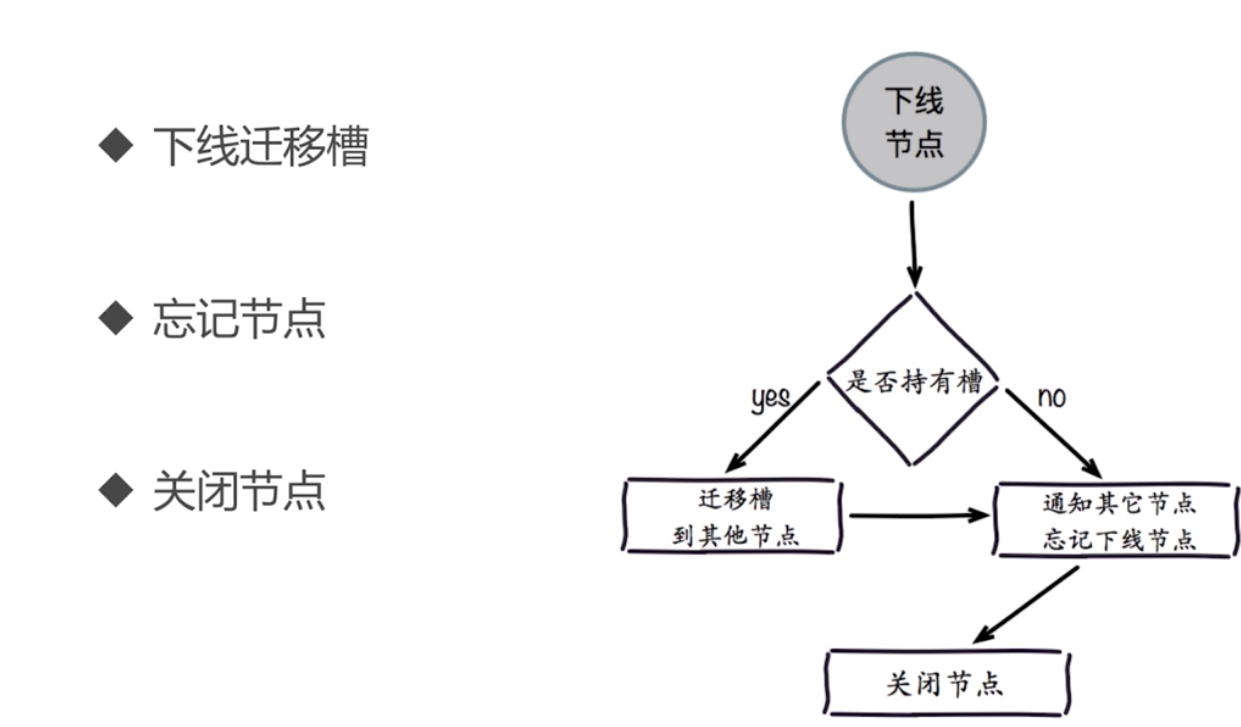 下线迁移槽
忘记节点
关闭节点
下线
节点
是否持有槽
yes
no
迁移槽
到其他节点
通知其它节点
忘记下线节点
关闭节点